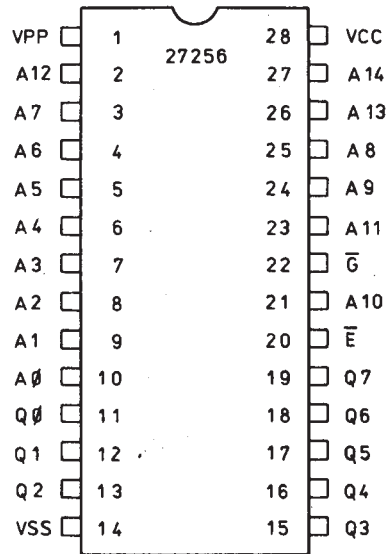 VPP 1 28 VCC
27256
A12 2 27 A14
A7 3 26 A13
A6 4 25 A8
A5 5 24 A9
A4 6 23 A11
A3 7 22 G̅
A2 8 21 A10
A1 9 20 E̅
AØ 10 19 Q7
QØ 11 18 Q6
Q1 12 17 Q5
Q2 13 16 Q4
VSS 14 15 Q3